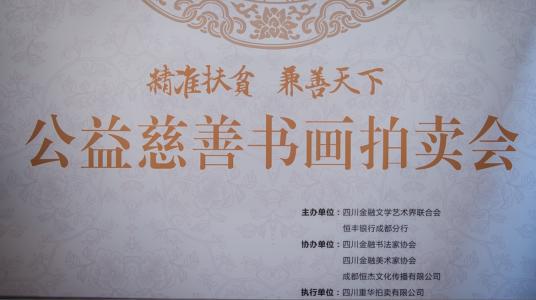 精准扶贫 兼善天下
公益慈善书画拍卖会
主办单位：四川金融文学艺术界联合会
恒丰银行成都分行
协办单位：四川金融书法家协会
四川金融美术家协会
成都恒杰文化传播有限公司
执行单位：四川重华拍卖有限公司